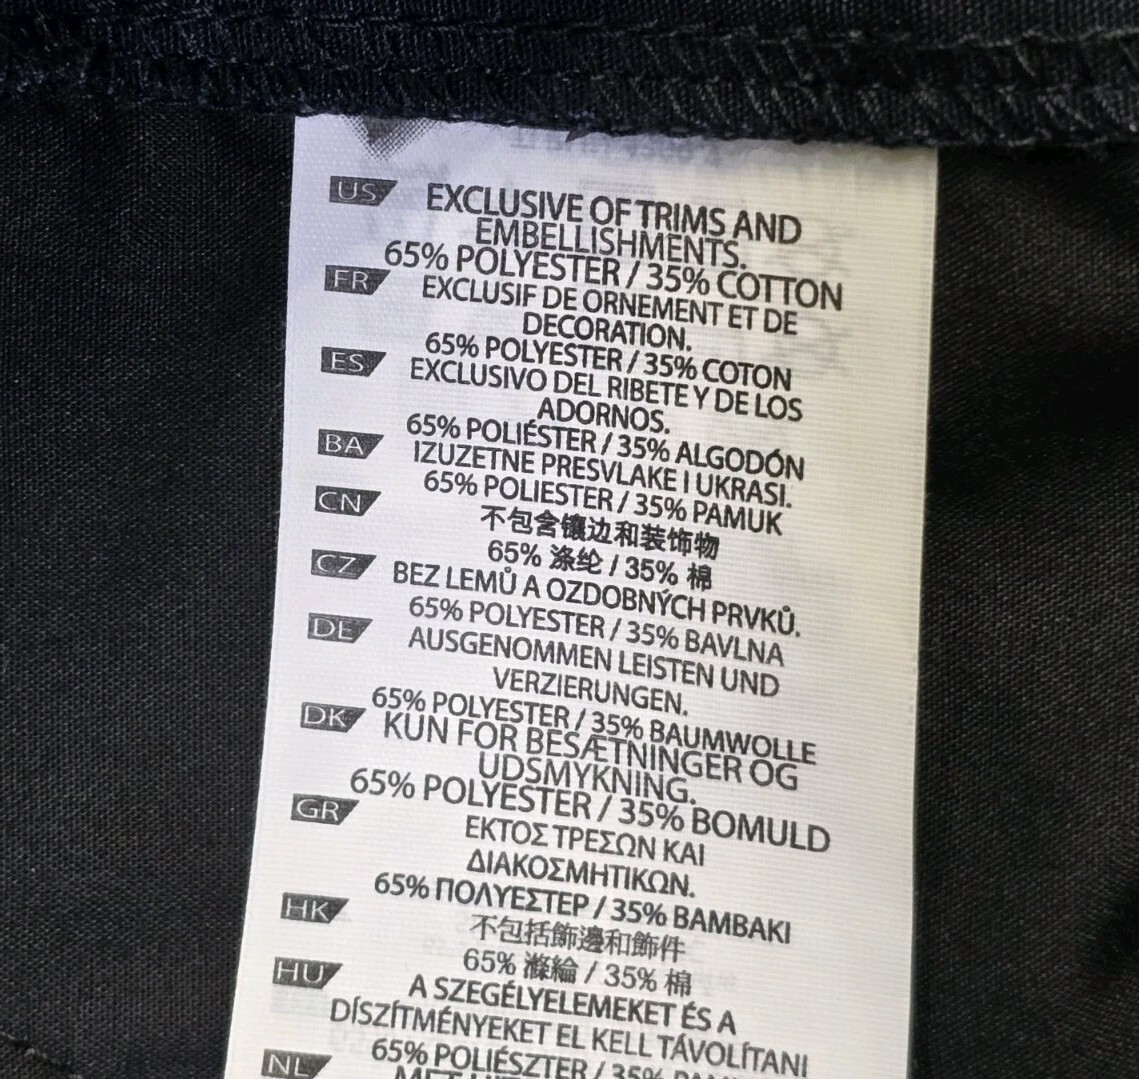 US EXCLUSIVE OF TRIMS AND
EMBELLISHMENTS.
65% POLYESTER / 35% COTTON
FR EXCLUSIF DE ORNEMENT ET DE
DECORATION.
65% POLYESTER / 35% COTON
ES EXCLUSIVO DEL RIBETE Y DE LOS
ADORNOS.
65% POLIÉSTER / 35% ALGODÓN
BA IZUZETNE PRESVLAKE I UKRASI.
65% POLIESTER / 35% PAMUK
CN 不包含镶边和装饰物
65% 涤纶 / 35% 棉
CZ BEZ LEMŮ A OZDOBNÝCH PRVKŮ.
65% POLYESTER / 35% BAVLNA
DE AUSGENOMMEN LEISTEN UND
VERZIERUNGEN.
65% POLYESTER / 35% BAUMWOLLE
DK KUN FOR BESÆTNINGER OG
UDSMYKNING.
65% POLYESTER / 35% BOMULD
GR ΕΚΤΟΣ ΤΡΕΣΩΝ ΚΑΙ
ΔΙΑΚΟΣΜΗΤΙΚΩΝ.
65% ΠΟΛΥΕΣΤΕΡ / 35% ΒΑΜΒΑΚΙ
HK 不包括飾邊和飾件
65% 滌綸 / 35% 棉
HU A SZEGÉLYELEMEKET ÉS A
DÍSZÍTMÉNYEKET EL KELL TÁVOLÍTANI
65% POLIÉSZTER / 35%
NL MET